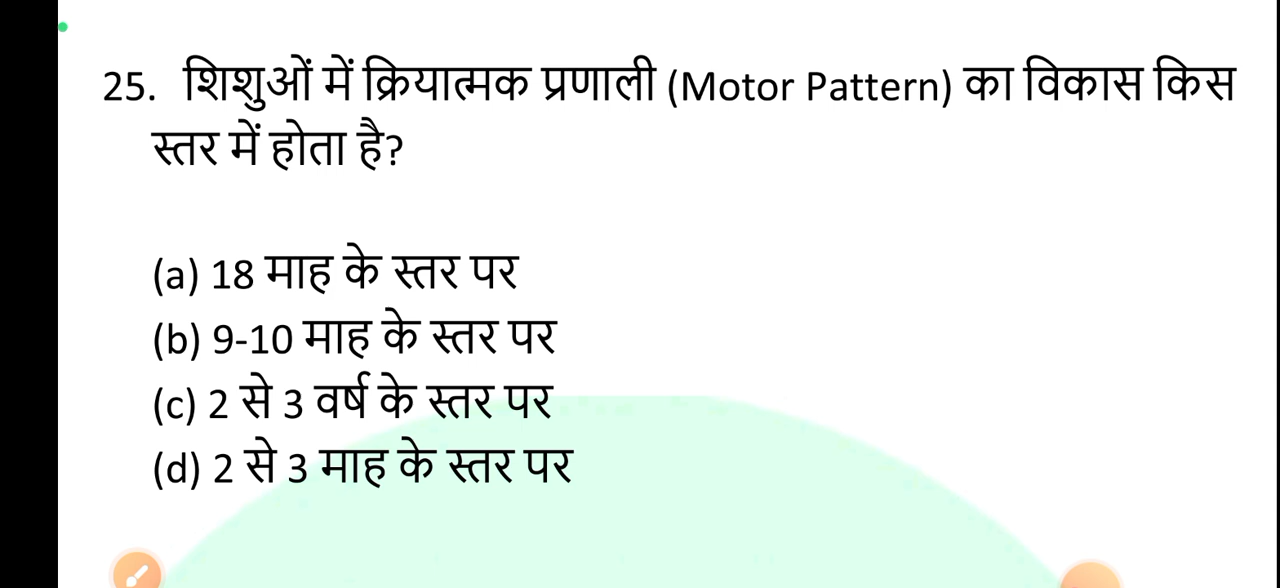 25. शिशुओं में क्रियात्मक प्रणाली (Motor Pattern) का विकास किस
स्तर में होता है?
(a) 18 माह के स्तर पर
(b) 9-10 माह के स्तर पर
(c) 2 से 3 वर्ष के स्तर पर
(d) 2 से 3 माह के स्तर पर